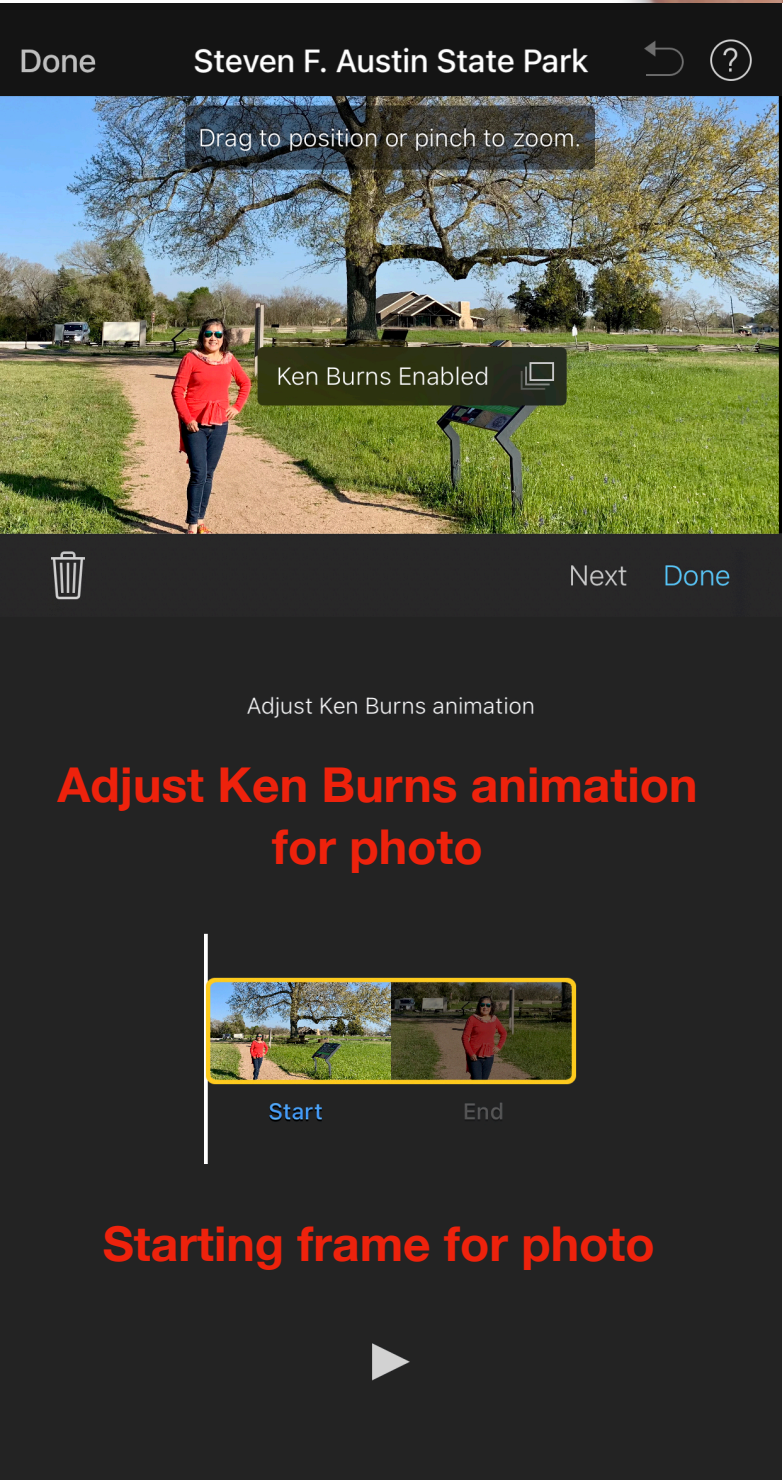 Done
Steven F. Austin State Park
?
Drag to position or pinch to zoom.
Ken Burns Enabled
Next
Done
Adjust Ken Burns animation
Adjust Ken Burns animation
for photo
Start
End
Starting frame for photo